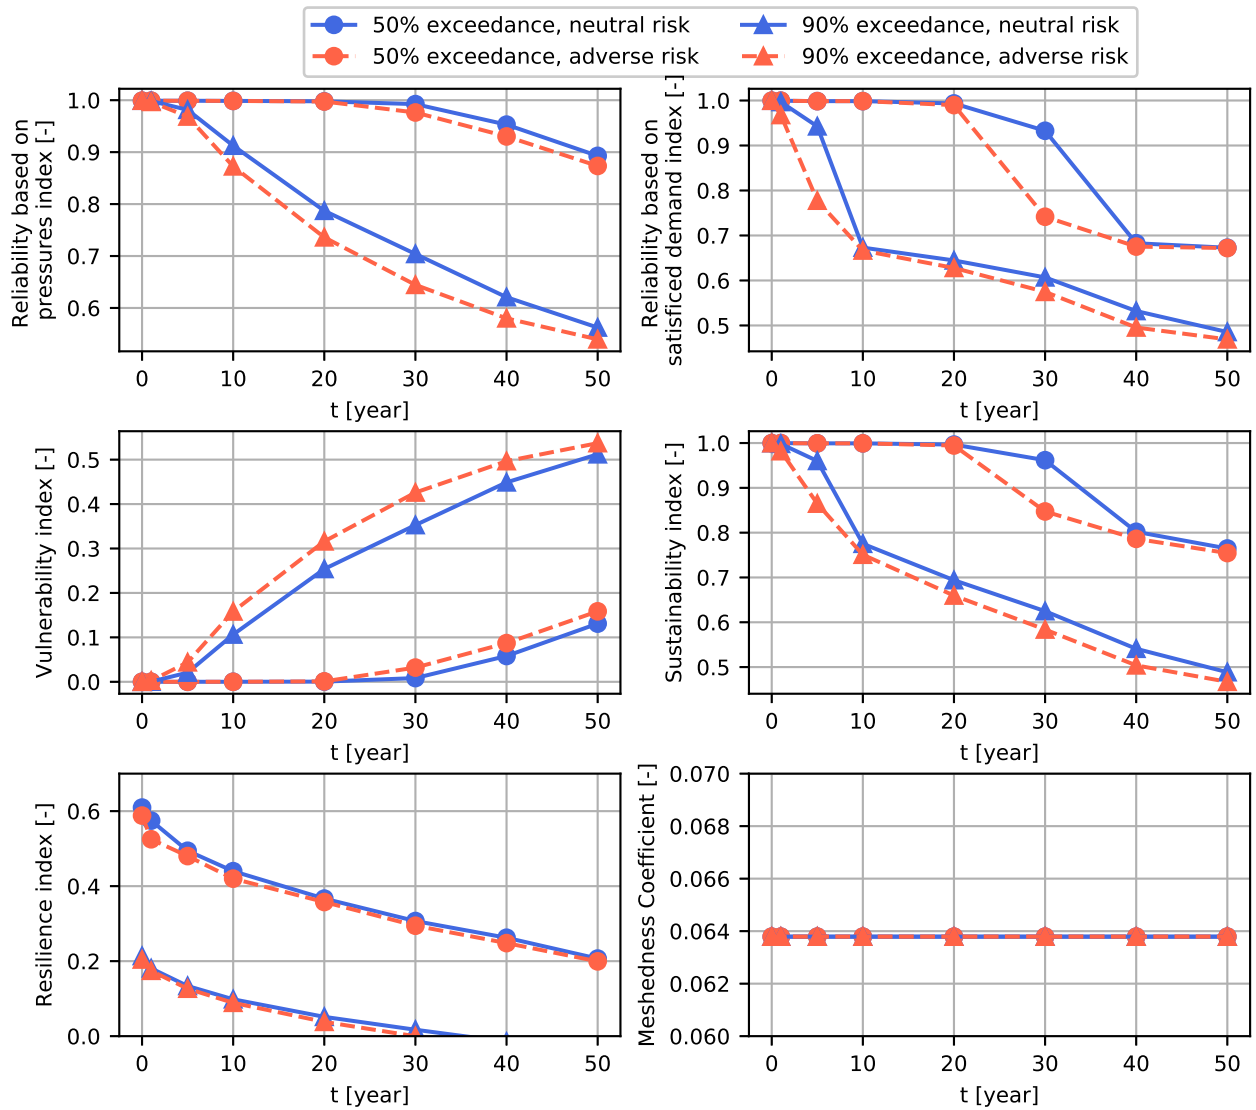 50% exceedance, neutral risk
50% exceedance, adverse risk
90% exceedance, neutral risk
90% exceedance, adverse risk
Reliability based on
pressures index [-]
1.0
0.9
0.8
0.7
0.6
0 10 20 30 40 50
t [year]
Reliability based on
satisficed demand index [-]
1.0
0.9
0.8
0.7
0.6
0.5
0 10 20 30 40 50
t [year]
Vulnerability index [-]
0.5
0.4
0.3
0.2
0.1
0.0
0 10 20 30 40 50
t [year]
Sustainability index [-]
1.0
0.9
0.8
0.7
0.6
0.5
0 10 20 30 40 50
t [year]
Resilience index [-]
0.6
0.4
0.2
0.0
0 10 20 30 40 50
t [year]
Meshedness Coefficient [-]
0.070
0.068
0.066
0.064
0.062
0.060
0 10 20 30 40 50
t [year]